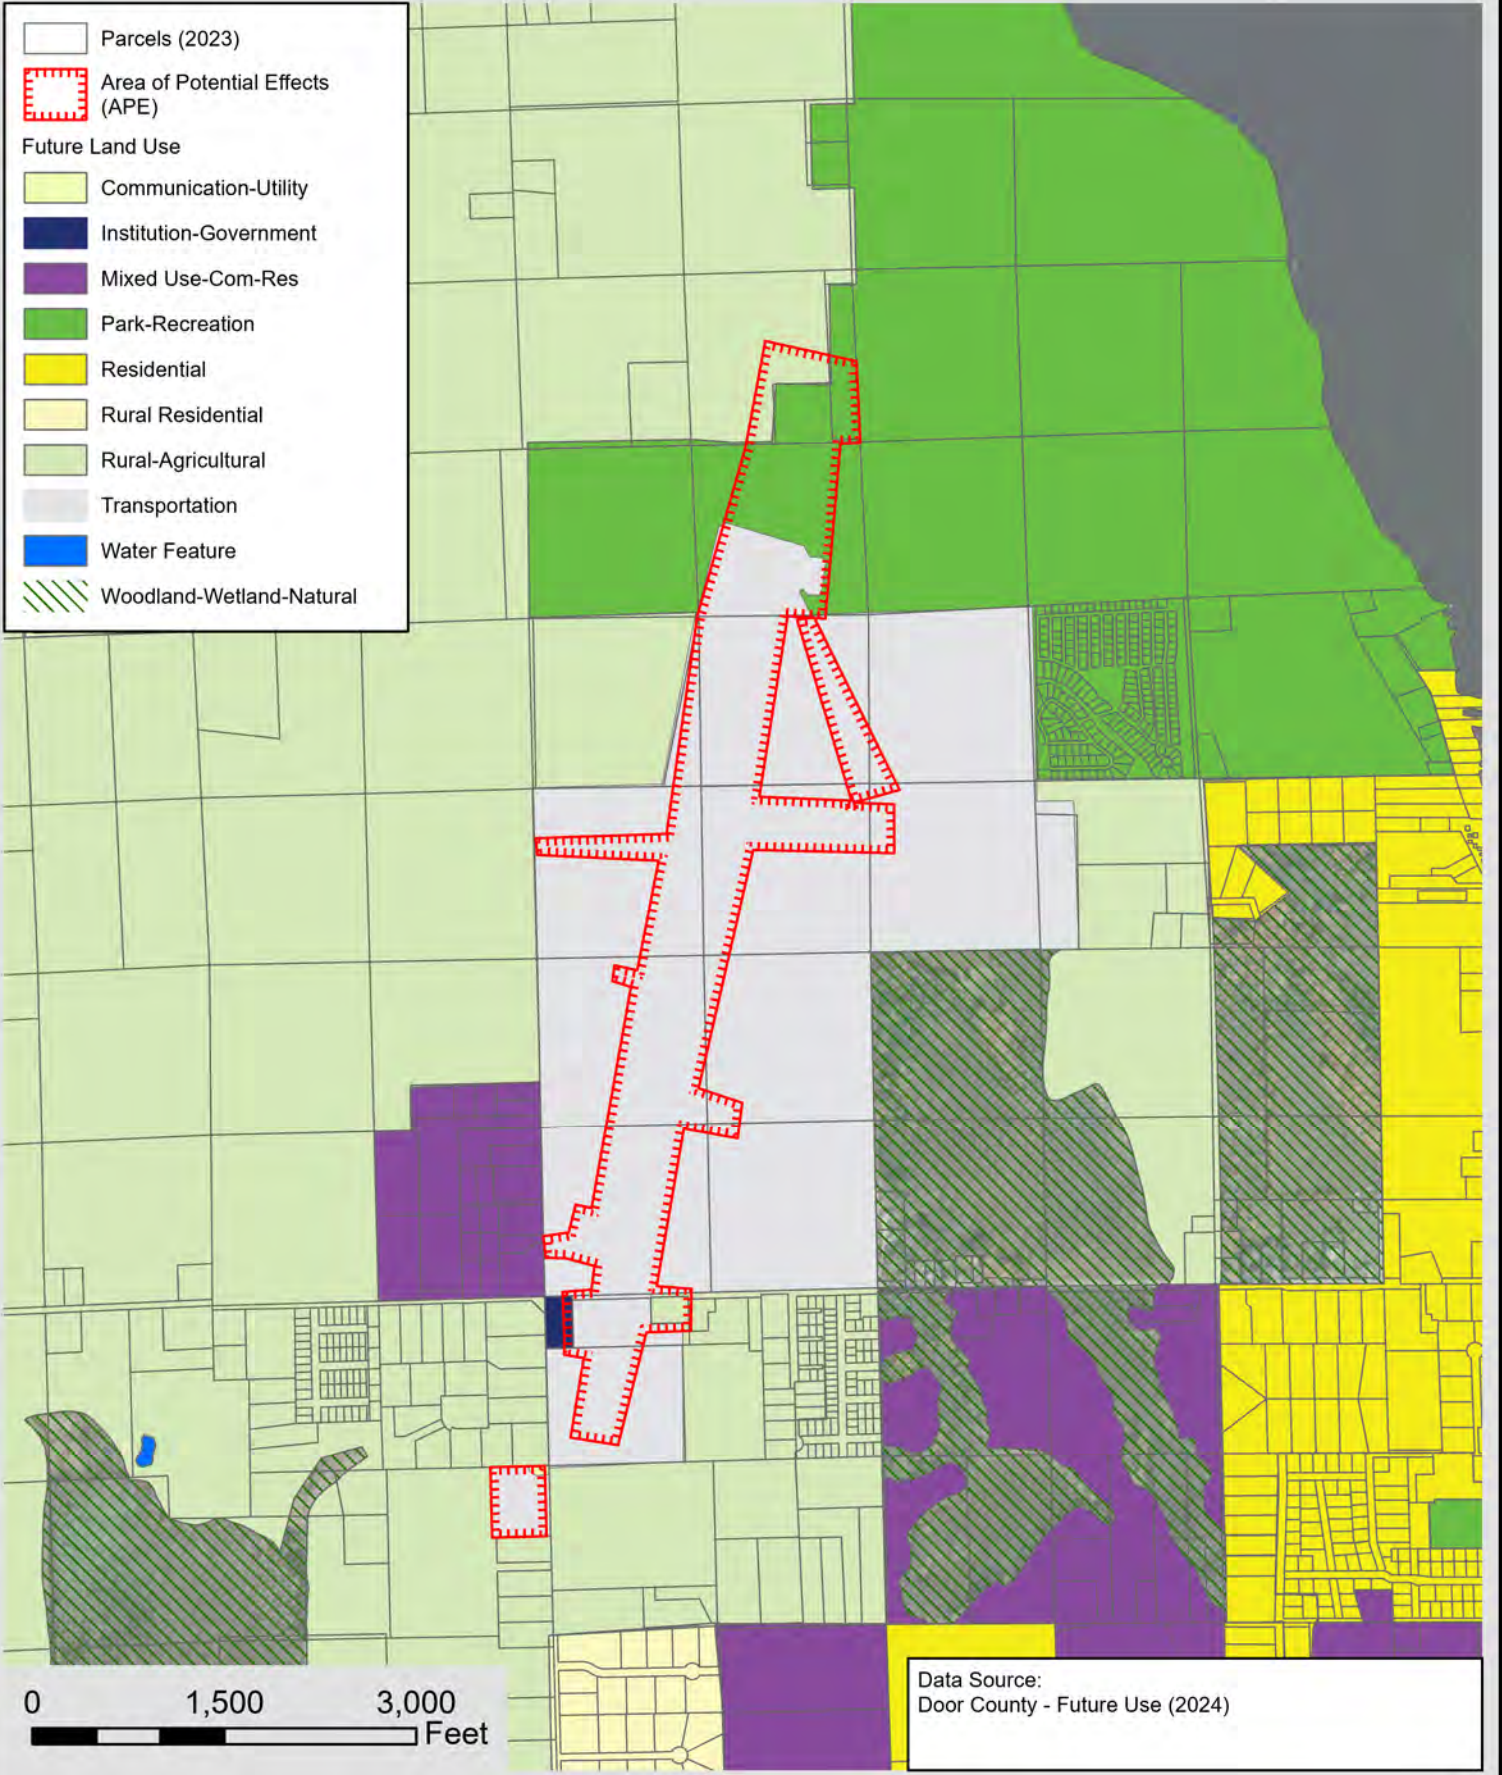 Parcels (2023)
Area of Potential Effects
(APE)
Future Land Use
Communication-Utility
Institution-Government
Mixed Use-Com-Res
Park-Recreation
Residential
Rural Residential
Rural-Agricultural
Transportation
Water Feature
Woodland-Wetland-Natural
0 1,500 3,000
Feet
Data Source:
Door County - Future Use (2024)